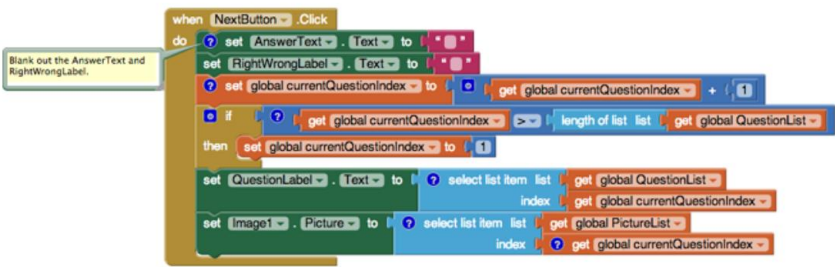 when NextButton .Click
do ? set AnswerText . Text to " "
Blank out the AnswerText and
RightWrongLabel.
set RightWrongLabel . Text to " "
? set global currentQuestionIndex to get global currentQuestionIndex + 1
if ? get global currentQuestionIndex > length of list list get global QuestionList
then set global currentQuestionIndex to 1
set QuestionLabel . Text to ? select list item list get global QuestionList
index get global currentQuestionIndex
set Image1 . Picture to ? select list item list get global PictureList
index ? get global currentQuestionIndex